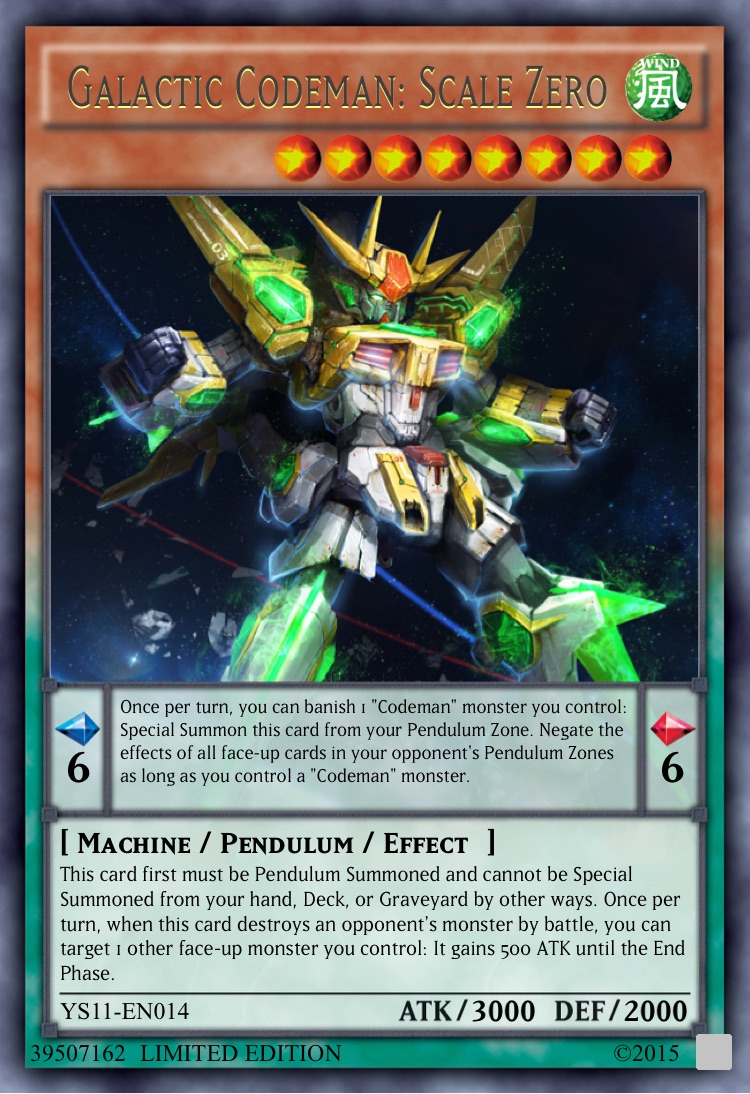 Galactic Codeman: Scale Zero
WIND
風
03
Once per turn, you can banish 1 "Codeman" monster you control:
Special Summon this card from your Pendulum Zone. Negate the
effects of all face-up cards in your opponent's Pendulum Zones
as long as you control a "Codeman" monster.
6
6
[ Machine / Pendulum / Effect ]
This card first must be Pendulum Summoned and cannot be Special
Summoned from your hand, Deck, or Graveyard by other ways. Once per
turn, when this card destroys an opponent's monster by battle, you can
target 1 other face-up monster you control: It gains 500 ATK until the End
Phase.
YS11-EN014
ATK/3000 DEF/2000
39507162 LIMITED EDITION
©2015